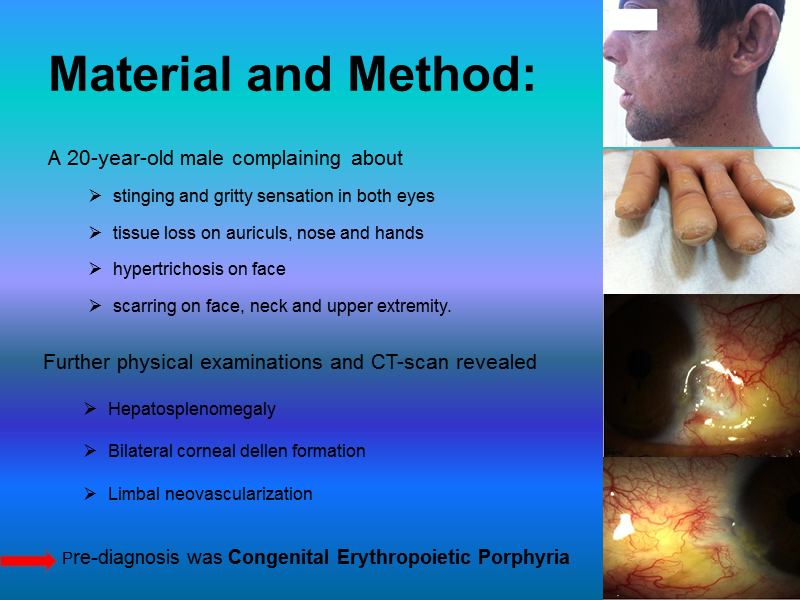 Material and Method:
A 20-year-old male complaining about
➢ stinging and gritty sensation in both eyes
➢ tissue loss on auriculs, nose and hands
➢ hypertrichosis on face
➢ scarring on face, neck and upper extremity.
Further physical examinations and CT-scan revealed
➢ Hepatosplenomegaly
➢ Bilateral corneal dellen formation
➢ Limbal neovascularization
Pre-diagnosis was Congenital Erythropoietic Porphyria